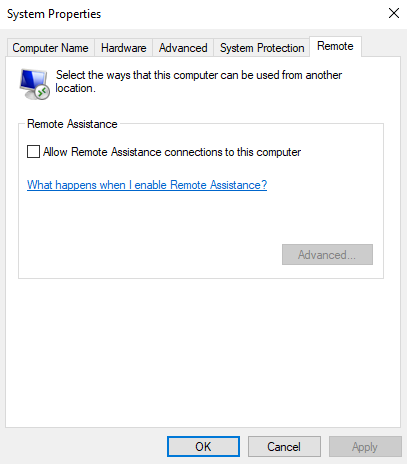 System Properties
Computer Name Hardware Advanced System Protection Remote
Select the ways that this computer can be used from another
location.
Remote Assistance
Allow Remote Assistance connections to this computer
What happens when I enable Remote Assistance?
Advanced...
OK Cancel Apply